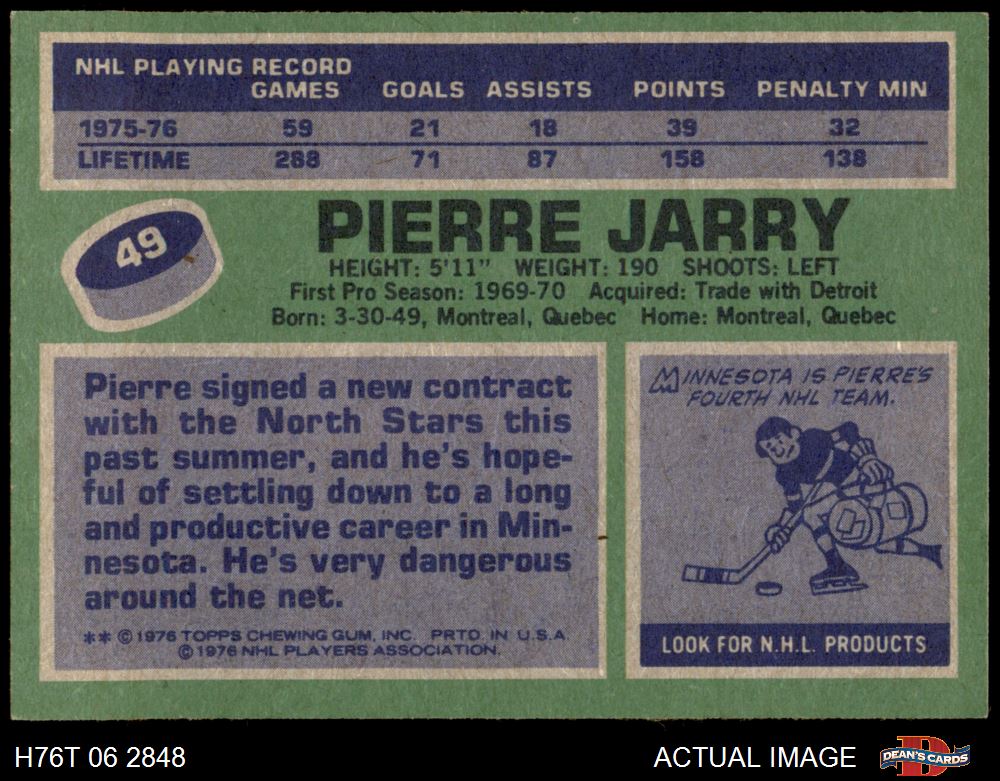 NHL PLAYING RECORD
GAMES GOALS ASSISTS POINTS PENALTY MIN
1975-76 59 21 18 39 32
LIFETIME 288 71 87 158 138
49
PIERRE JARRY
HEIGHT: 5'11" WEIGHT: 190 SHOOTS: LEFT
First Pro Season: 1969-70 Acquired: Trade with Detroit
Born: 3-30-49, Montreal, Quebec Home: Montreal, Quebec
Pierre signed a new contract
with the North Stars this
past summer, and he's hope-
ful of settling down to a long
and productive career in Min-
nesota. He's very dangerous
around the net.
** © 1976 TOPPS CHEWING GUM, INC. PRTD. IN U.S.A.
© 1976 NHL PLAYERS ASSOCIATION.
MINNESOTA IS PIERRE'S
FOURTH NHL TEAM.
LOOK FOR N.H.L. PRODUCTS
H76T 06 2848
ACTUAL IMAGE
DEAN'S CARDS